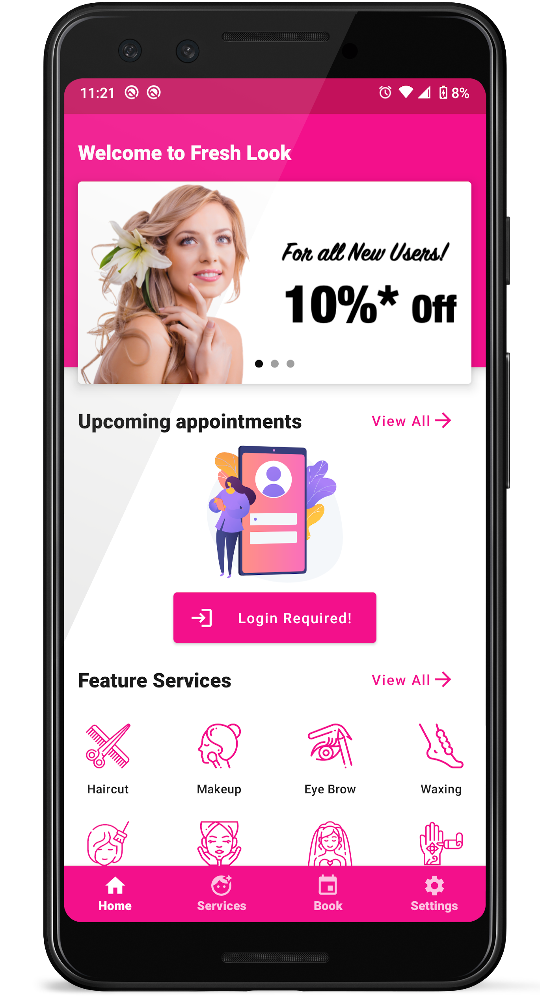 11:21 8%
Welcome to Fresh Look
For all New Users!
10%* Off
Upcoming appointments View All
Login Required!
Feature Services View All
Haircut Makeup Eye Brow Waxing
Home Services Book Settings